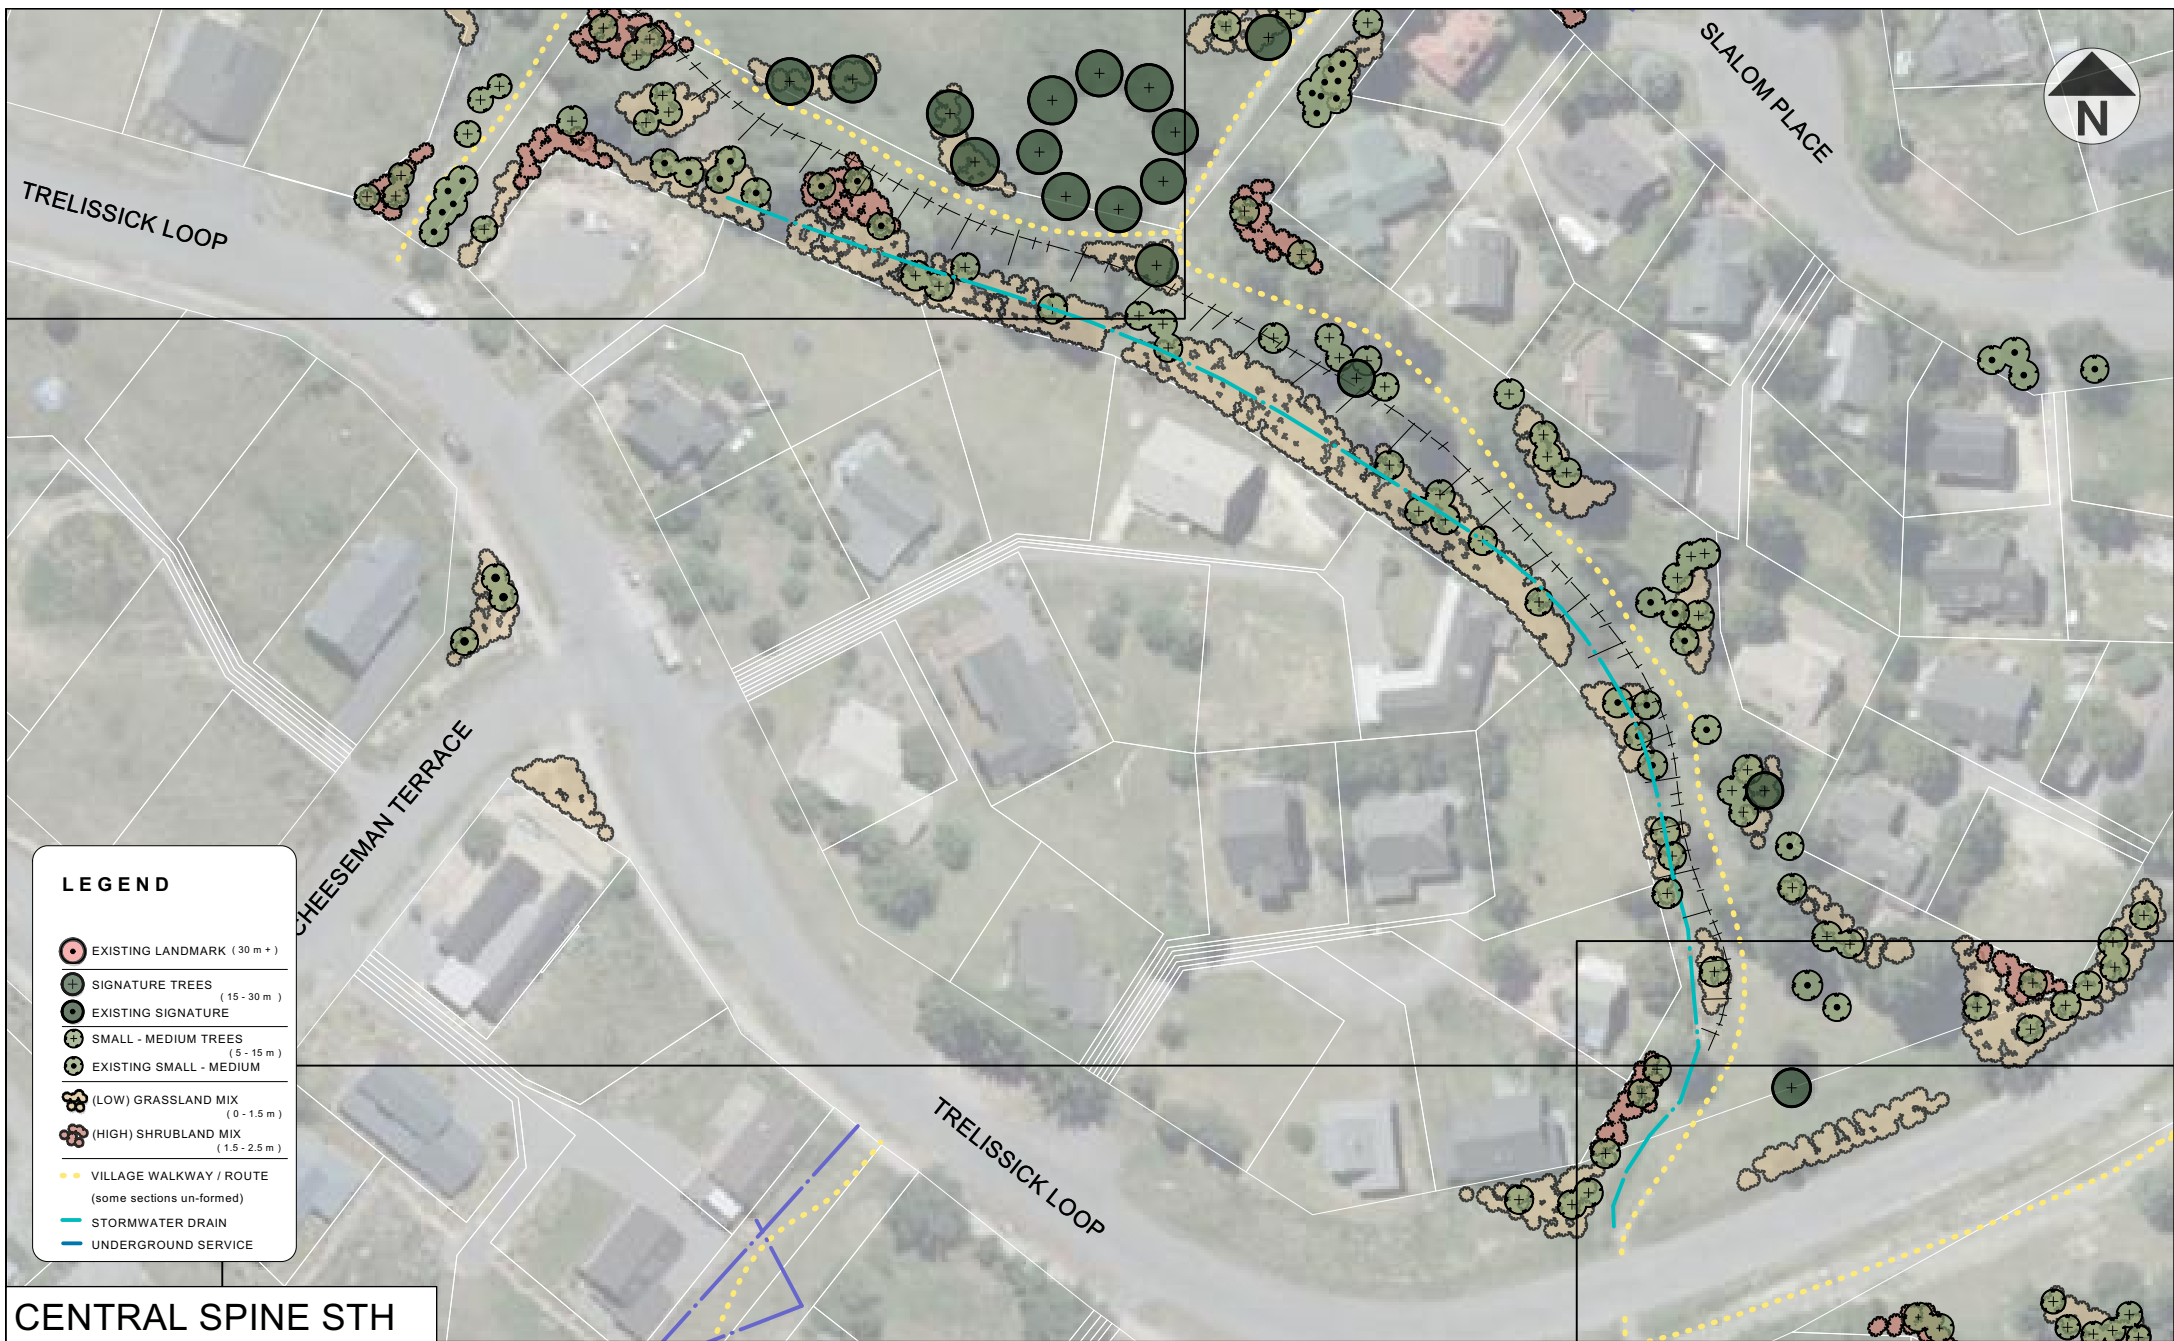 SLALOM PLACE
N
TRELISSICK LOOP
CHEESEMAN TERRACE
TRELISSICK LOOP
LEGEND
EXISTING LANDMARK ( 30 m + )
SIGNATURE TREES
( 15 - 30 m )
EXISTING SIGNATURE
SMALL - MEDIUM TREES
( 5 - 15 m )
EXISTING SMALL - MEDIUM
(LOW) GRASSLAND MIX
( 0 - 1.5 m )
(HIGH) SHRUBLAND MIX
( 1.5 - 2.5 m )
VILLAGE WALKWAY / ROUTE
(some sections un-formed)
STORMWATER DRAIN
UNDERGROUND SERVICE
CENTRAL SPINE STH